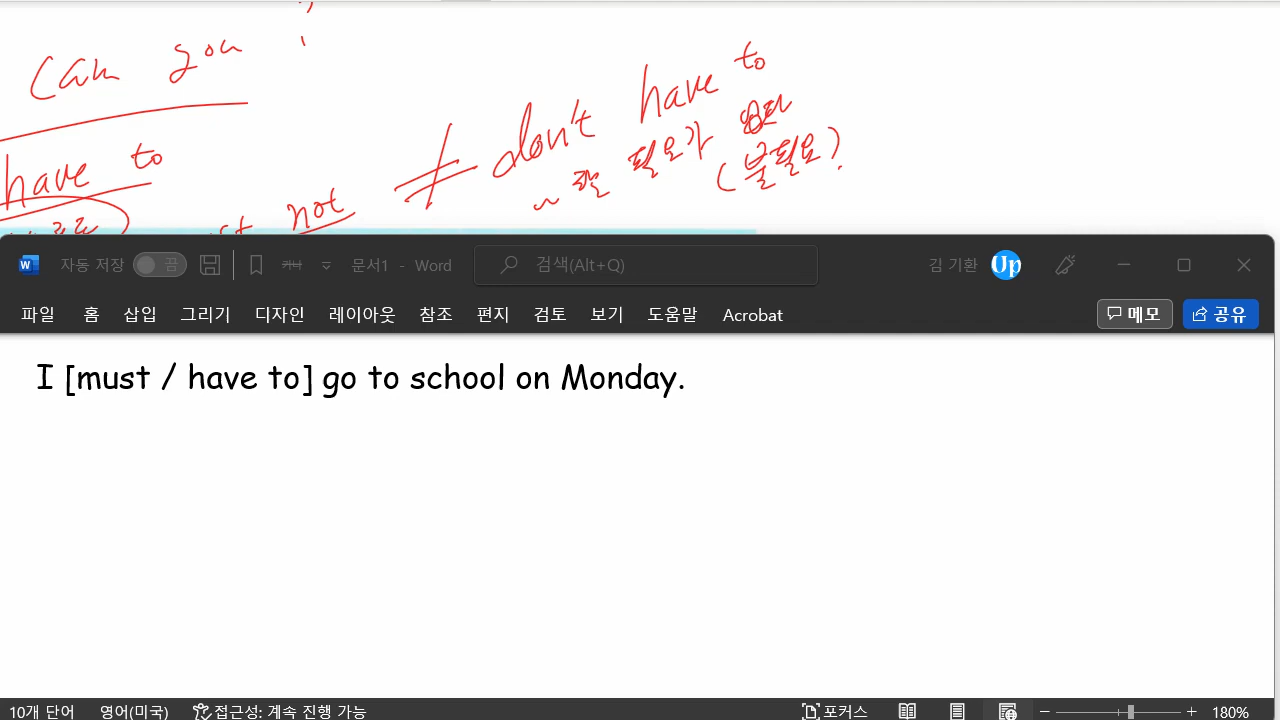 can you
have to
not ≠ don't have to
~할 필요가 없다
(불필요)
자동 저장 끔 문서1 - Word 검색(Alt+Q) 김 기환 Up
파일 홈 삽입 그리기 디자인 레이아웃 참조 편지 검토 보기 도움말 Acrobat 메모 공유
I [must / have to] go to school on Monday.
10개 단어 영어(미국) 접근성: 계속 진행 가능 포커스 180%